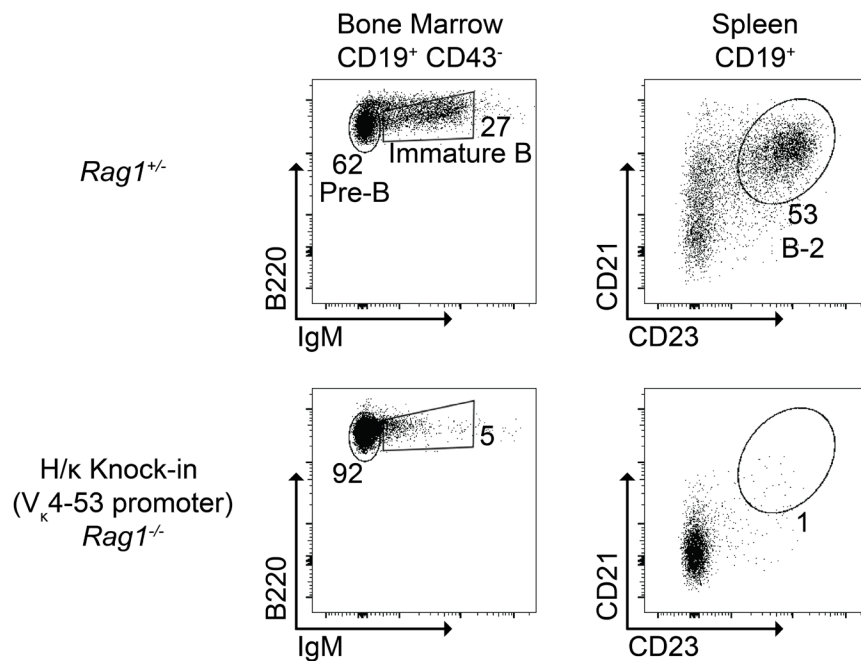 Bone Marrow
CD19⁺ CD43⁻
Spleen
CD19⁺
Rag1⁺/⁻
62
Pre-B
27
Immature B
B220
IgM
53
B-2
CD21
CD23
H/κ Knock-in
(Vκ4-53 promoter)
Rag1⁻/⁻
92
5
B220
IgM
1
CD21
CD23